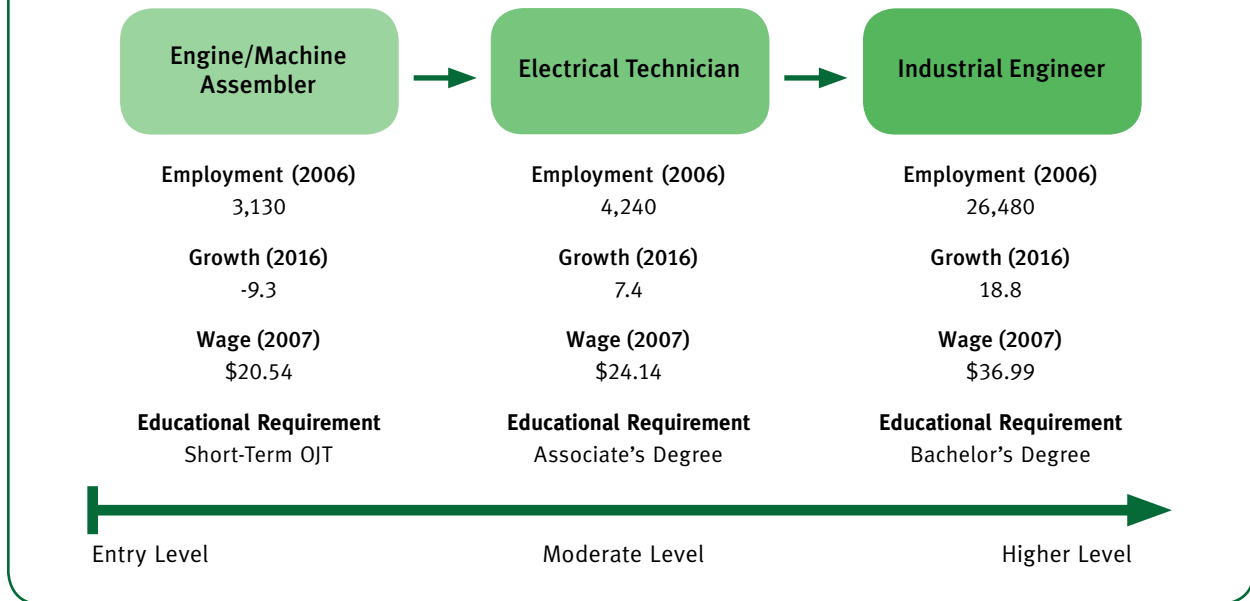 Engine/Machine
Assembler
Electrical Technician
Industrial Engineer
Employment (2006)
3,130
Employment (2006)
4,240
Employment (2006)
26,480
Growth (2016)
-9.3
Growth (2016)
7.4
Growth (2016)
18.8
Wage (2007)
$20.54
Wage (2007)
$24.14
Wage (2007)
$36.99
Educational Requirement
Short-Term OJT
Educational Requirement
Associate’s Degree
Educational Requirement
Bachelor’s Degree
Entry Level
Moderate Level
Higher Level